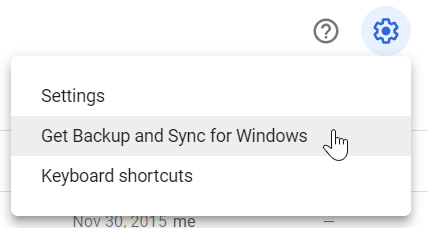 Settings
Get Backup and Sync for Windows
Keyboard shortcuts
Nov 30, 2015 me —